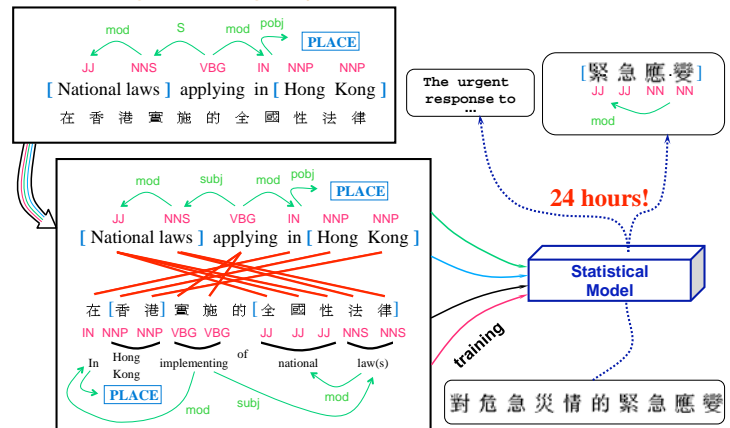 mod S mod pobj
PLACE
JJ NNS VBG IN NNP NNP
[ National laws ] applying in [ Hong Kong ]
在 香 港 實 施 的 全 國 性 法 律
The urgent
response to
...
[緊 急 應 變]
JJ JJ NN NN
mod
24 hours!
mod subj mod pobj
PLACE
JJ NNS VBG IN NNP NNP
[ National laws ] applying in [ Hong Kong ]
在 [香 港] 實 施 的 [全 國 性 法 律]
IN NNP NNP VBG VBG JJ JJ JJ NNS NNS
In Hong Kong implementing of national law(s)
PLACE
mod subj mod
Statistical
Model
training
對 危 急 災 情 的 緊 急 應 變